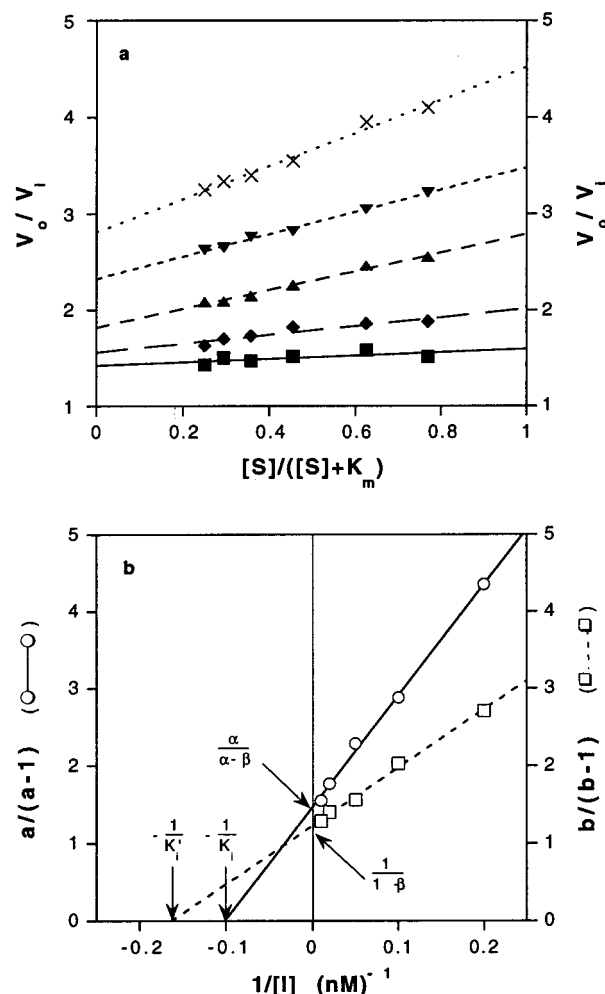 a
5
4
3
2
1
V_o / V_i
5
4
3
2
1
V_o / V_i
0 0.2 0.4 0.6 0.8 1
[S]/([S]+K_m)
b
5
4
3
2
1
0
a/(a-1) (○—○)
5
4
3
2
1
0
b/(b-1) (□---□)
α/α-β
-1/K_i'
-1/K_i
1/1-β
-0.2 -0.1 0 0.1 0.2
1/[I] (nM)^-1